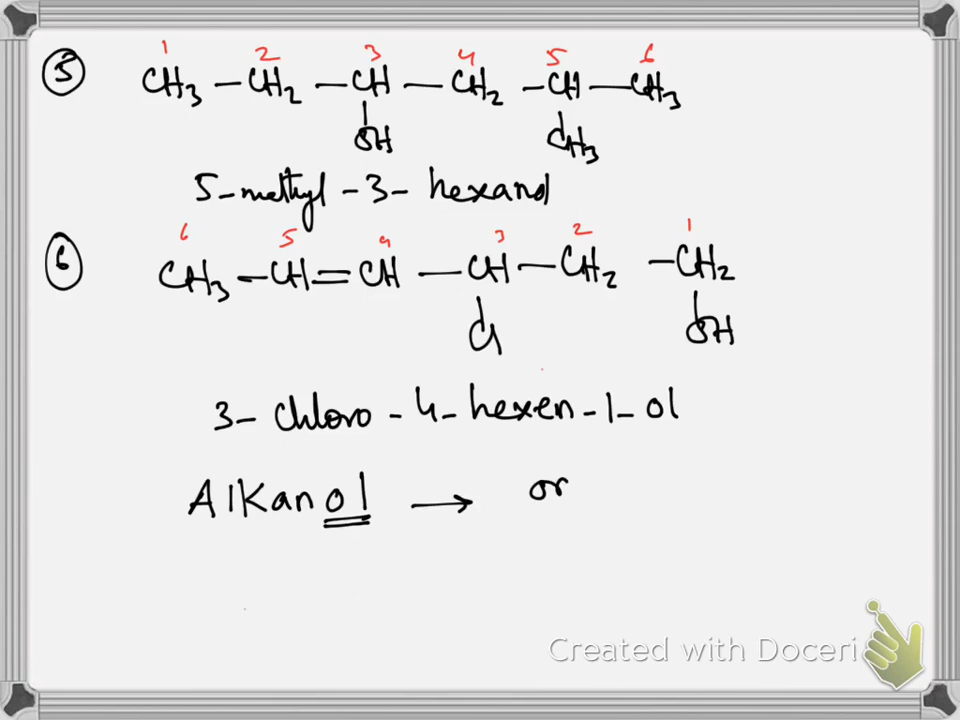 1 2 3 4 5 6
5 CH3 - CH2 - CH - CH2 - CH - CH3
OH CH3
5-methyl-3-hexanol
6 5 4 3 2 1
6 CH3 - CH = CH - CH - CH2 - CH2
Cl OH
3-chloro-4-hexen-1-ol
Alkanol → or
Created with Doceri